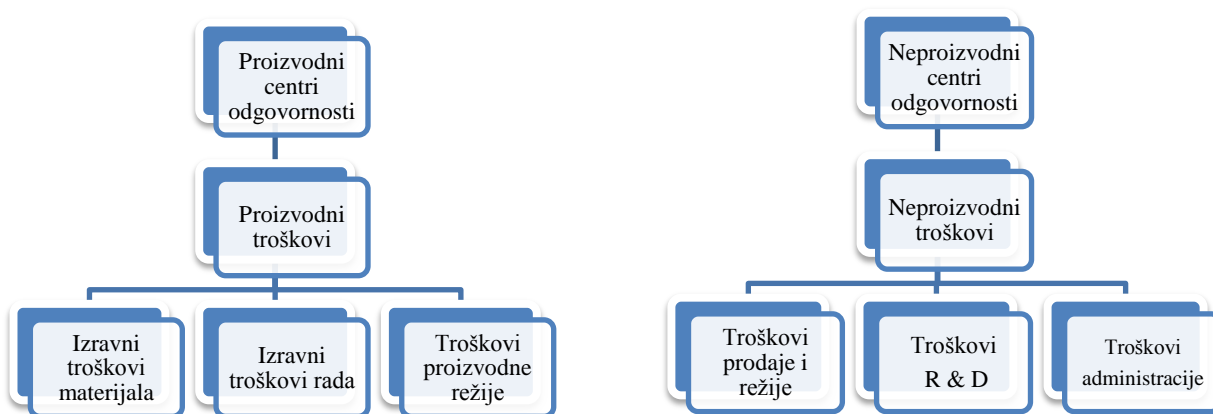 Proizvodni
centri
odgovornosti
Proizvodni
troškovi
Izravni
troškovi
materijala
Izravni
troškovi rada
Troškovi
proizvodne
režije
Neproizvodni
centri
odgovornosti
Neproizvodni
troškovi
Troškovi
prodaje i
režije
Troškovi
R & D
Troškovi
administracije